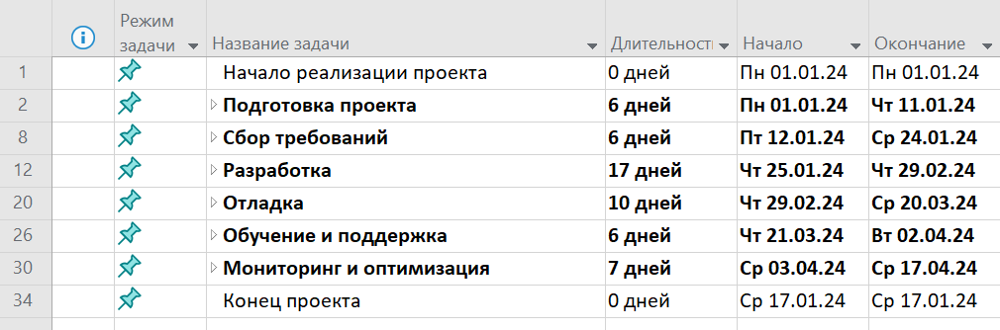 Режим задачи Название задачи Длительност Начало Окончание
1 Начало реализации проекта 0 дней Пн 01.01.24 Пн 01.01.24
2 Подготовка проекта 6 дней Пн 01.01.24 Чт 11.01.24
8 Сбор требований 6 дней Пт 12.01.24 Ср 24.01.24
12 Разработка 17 дней Чт 25.01.24 Чт 29.02.24
20 Отладка 10 дней Чт 29.02.24 Ср 20.03.24
26 Обучение и поддержка 6 дней Чт 21.03.24 Вт 02.04.24
30 Мониторинг и оптимизация 7 дней Ср 03.04.24 Ср 17.04.24
34 Конец проекта 0 дней Ср 17.01.24 Ср 17.01.24